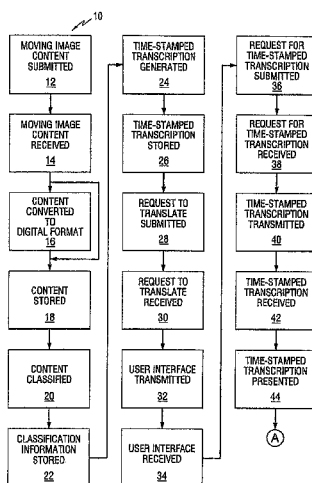 10
MOVING IMAGE
CONTENT
SUBMITTED
12
MOVING IMAGE
CONTENT
RECEIVED
14
CONTENT
CONVERTED
TO
DIGITAL FORMAT
16
CONTENT
STORED
18
CONTENT
CLASSIFIED
20
CLASSIFICATION
INFORMATION
STORED
22
TIME-STAMPED
TRANSCRIPTION
GENERATED
24
TIME-STAMPED
TRANSCRIPTION
STORED
26
REQUEST TO
TRANSLATE
SUBMITTED
28
REQUEST TO
TRANSLATE
RECEIVED
30
USER INTERFACE
TRANSMITTED
32
USER INTERFACE
RECEIVED
34
REQUEST FOR
TIME-STAMPED
TRANSCRIPTION
SUBMITTED
36
REQUEST FOR
TIME-STAMPED
TRANSCRIPTION
RECEIVED
38
TIME-STAMPED
TRANSCRIPTION
TRANSMITTED
40
TIME-STAMPED
TRANSCRIPTION
RECEIVED
42
TIME-STAMPED
TRANSCRIPTION
PRESENTED
44
A